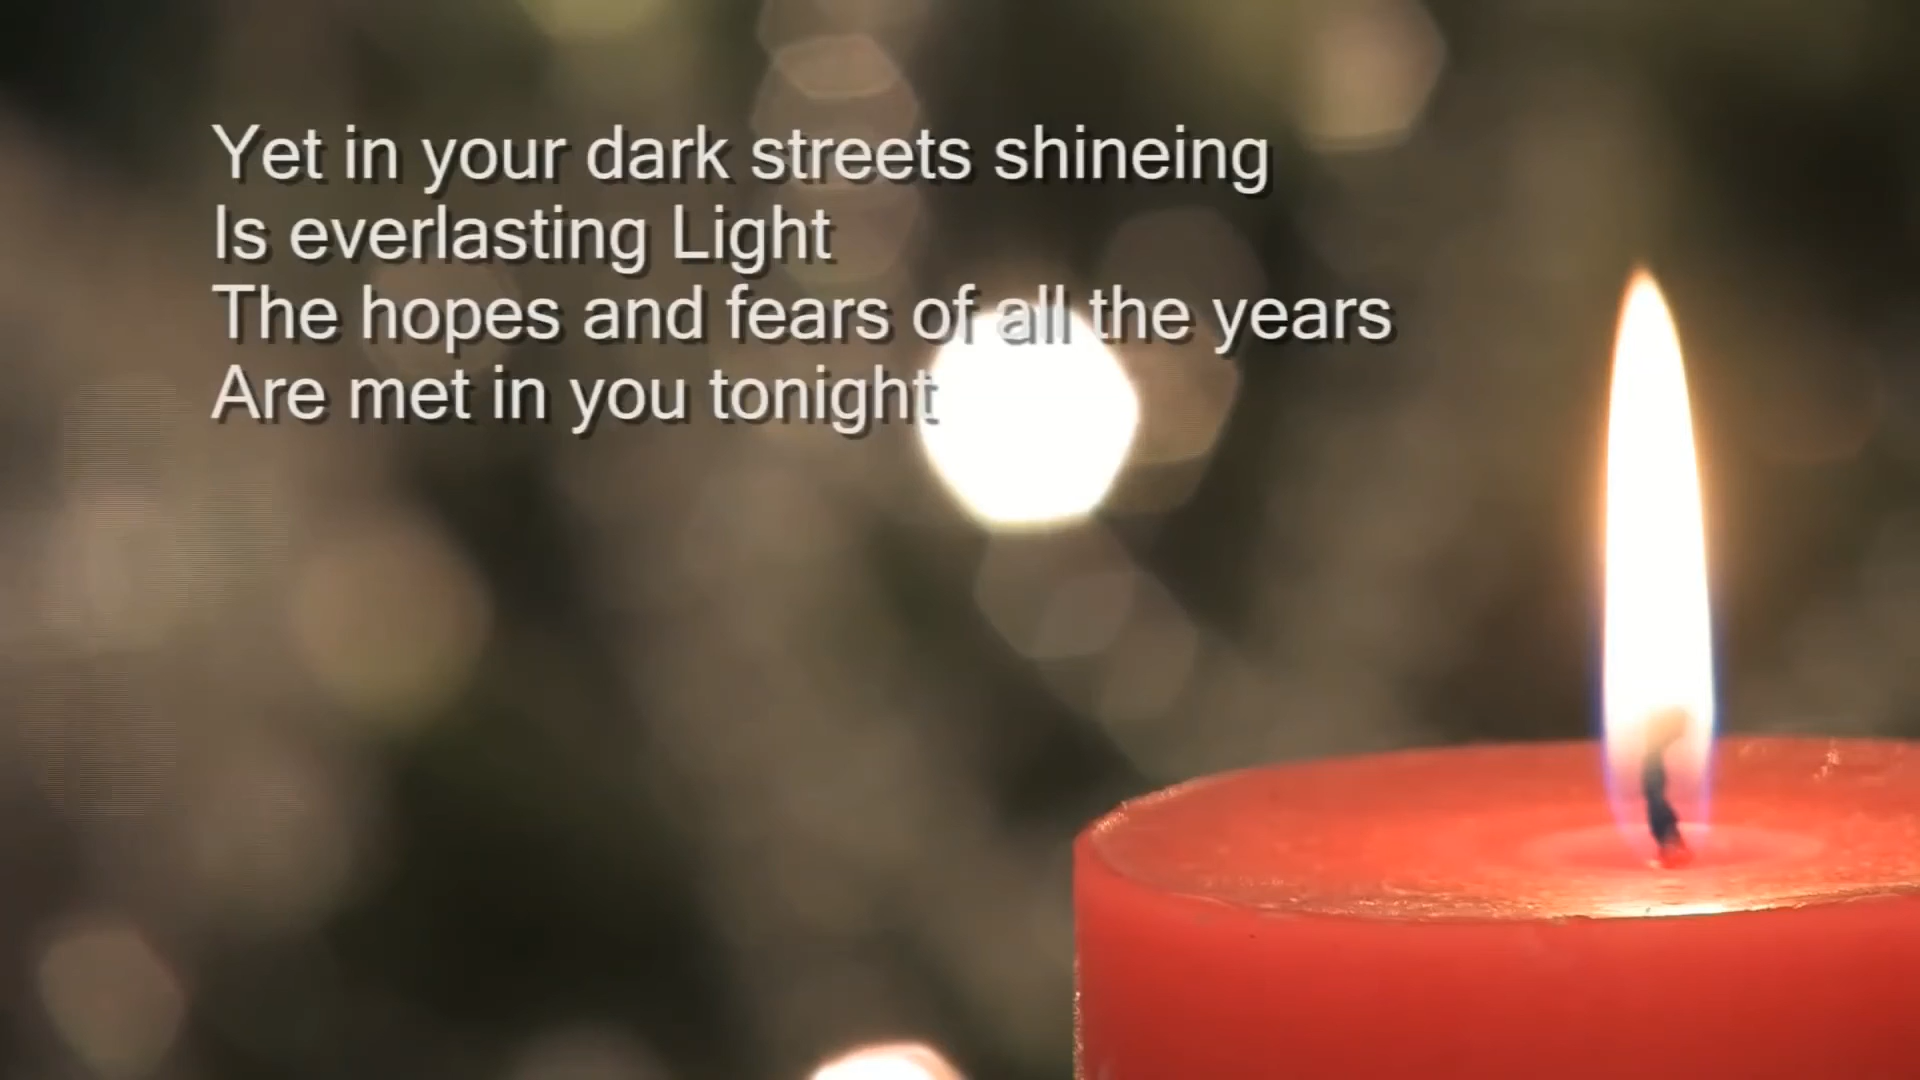 Yet in your dark streets shineing
Is everlasting Light
The hopes and fears of all the years
Are met in you tonight